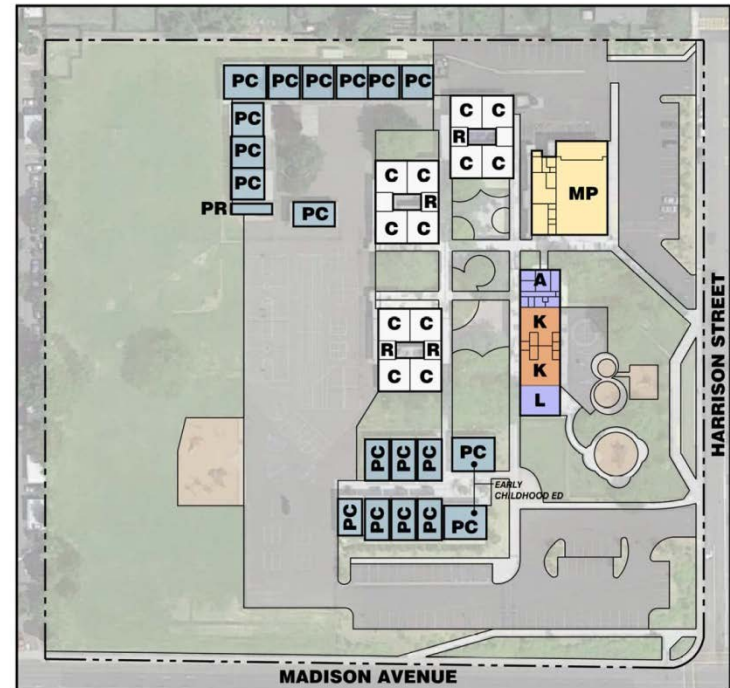 PC PC PC PC PC PC
PC
PC
PC
PR
PC
C C
R
C C
C C
R
C C
MP
A
K
K
L
C C
R R
C C
PC PC PC PC
EARLY
CHILDHOOD ED
PC PC PC PC PC
HARRISON STREET
MADISON AVENUE